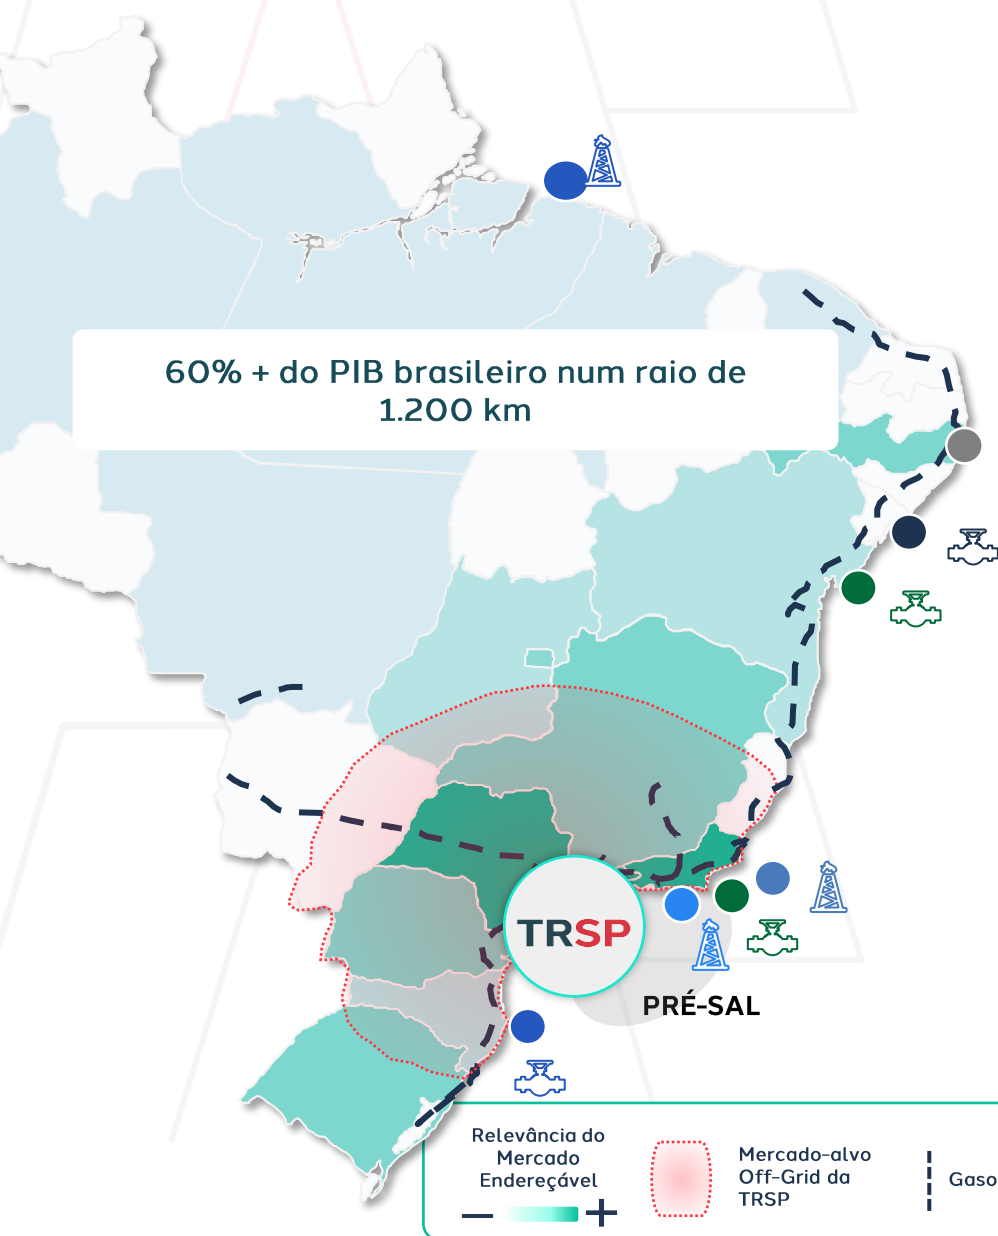 60% + do PIB brasileiro num raio de
1.200 km
TRSP
PRÉ-SAL
Relevância do
Mercado
Endereçável
— +
Mercado-alvo
Off-Grid da
TRSP
Gaso